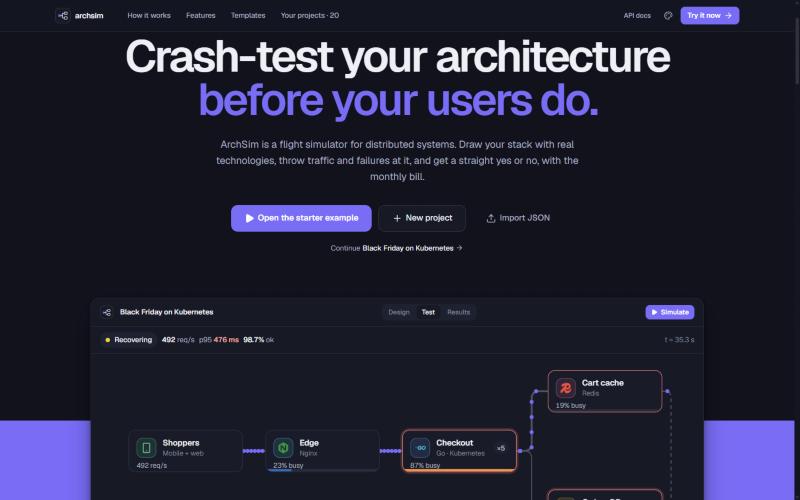 archsim
How it works
Features
Templates
Your projects · 20
API docs
Try it now →
Crash-test your architecture
before your users do.
ArchSim is a flight simulator for distributed systems. Draw your stack with real
technologies, throw traffic and failures at it, and get a straight yes or no, with the
monthly bill.
Open the starter example
+ New project
Import JSON
Continue Black Friday on Kubernetes →
Black Friday on Kubernetes
Design
Test
Results
Simulate
Recovering 492 req/s p95 476 ms 98.7% ok
t = 35.3 s
Cart cache
Redis
19% busy
Shoppers
Mobile + web
492 req/s
Edge
Nginx
23% busy
Checkout
Go · Kubernetes
×5
87% busy